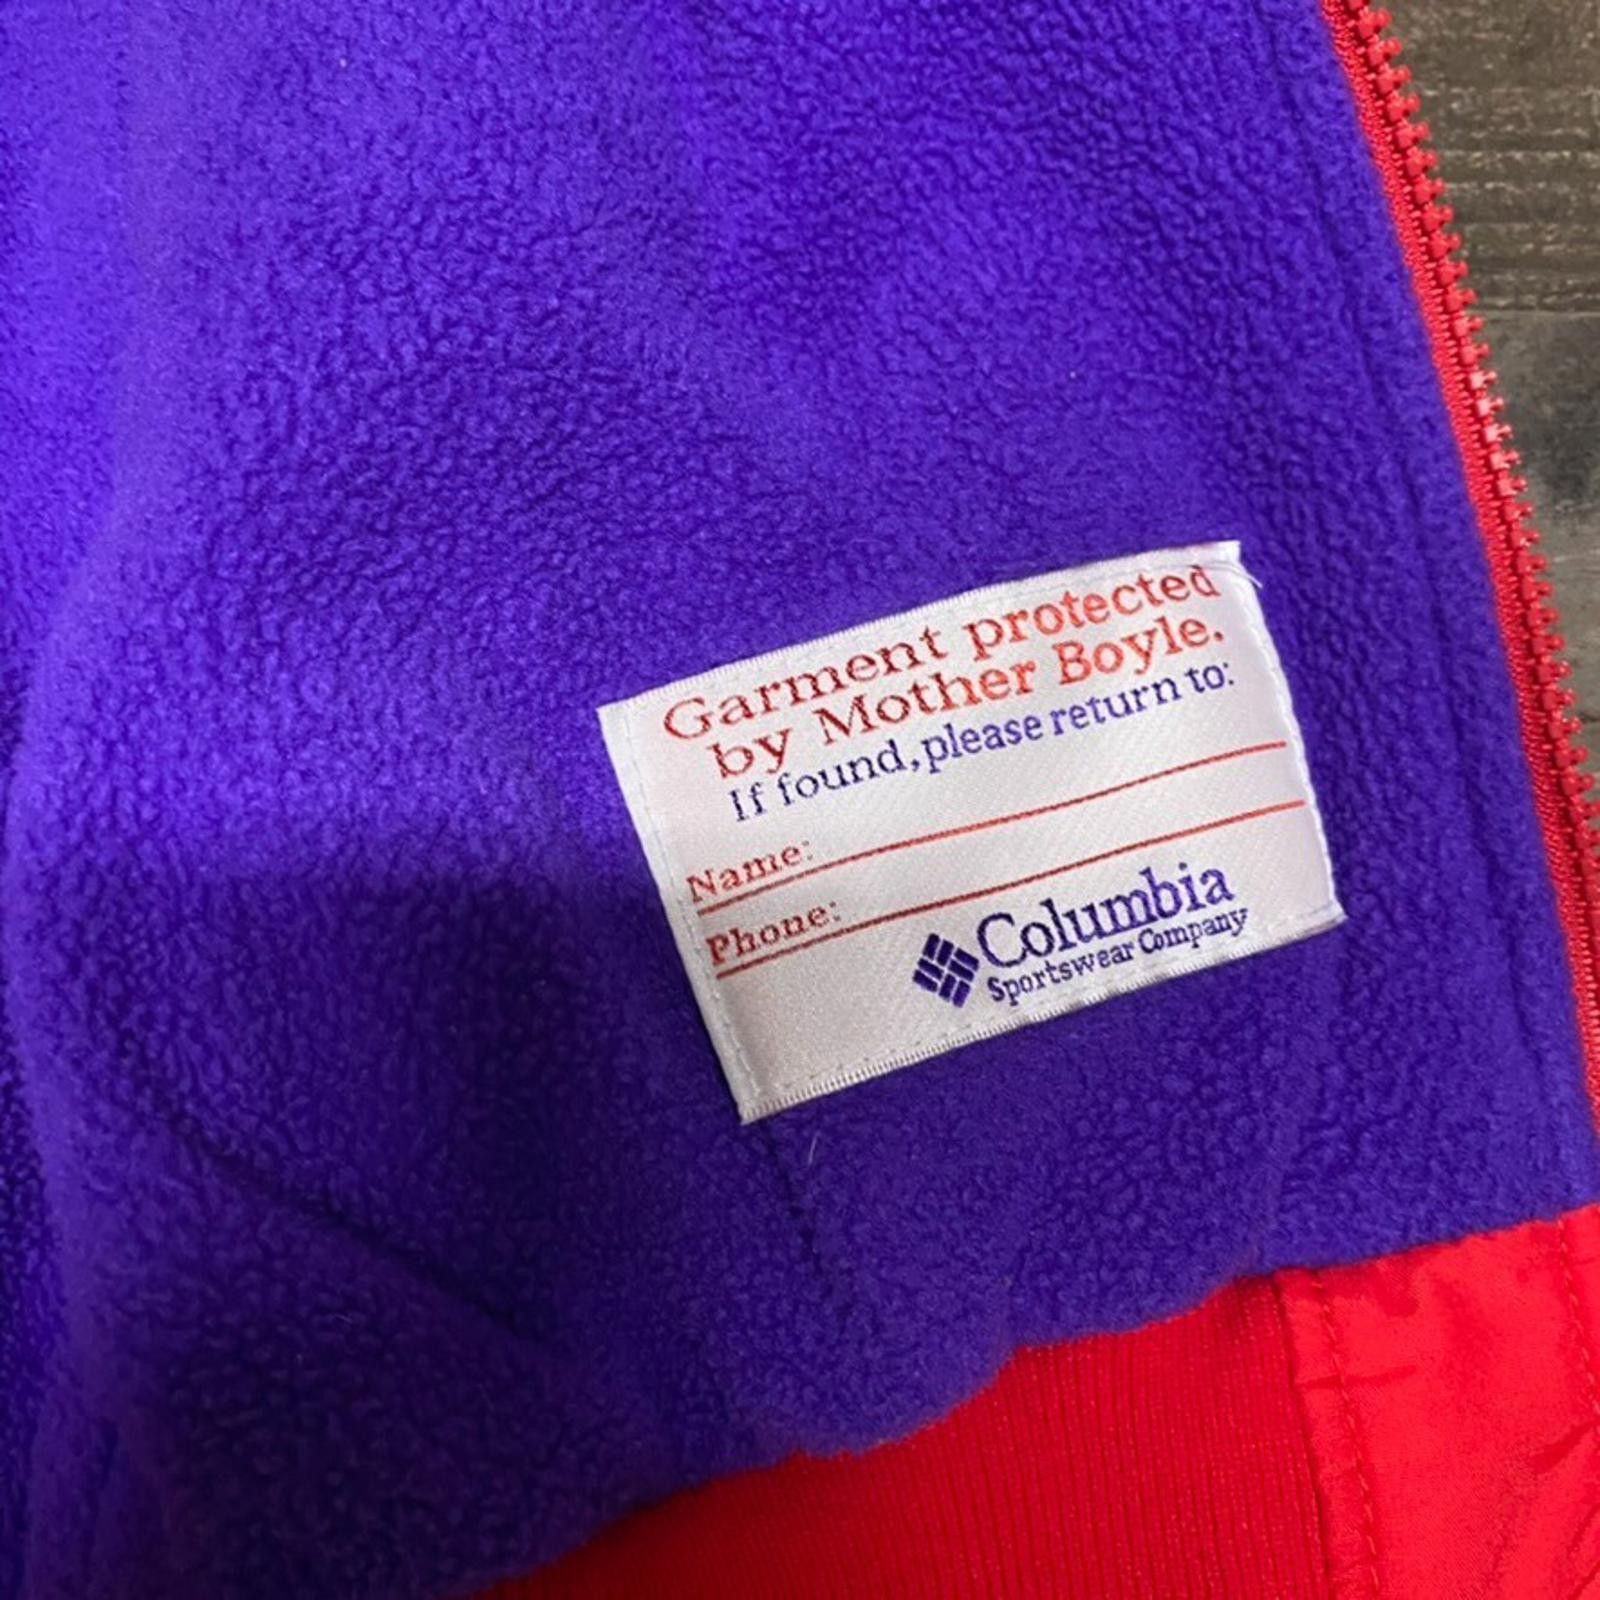 Garment protected
by Mother Boyle.
If found, please return to:
Name:
Phone:
Columbia
Sportswear Company